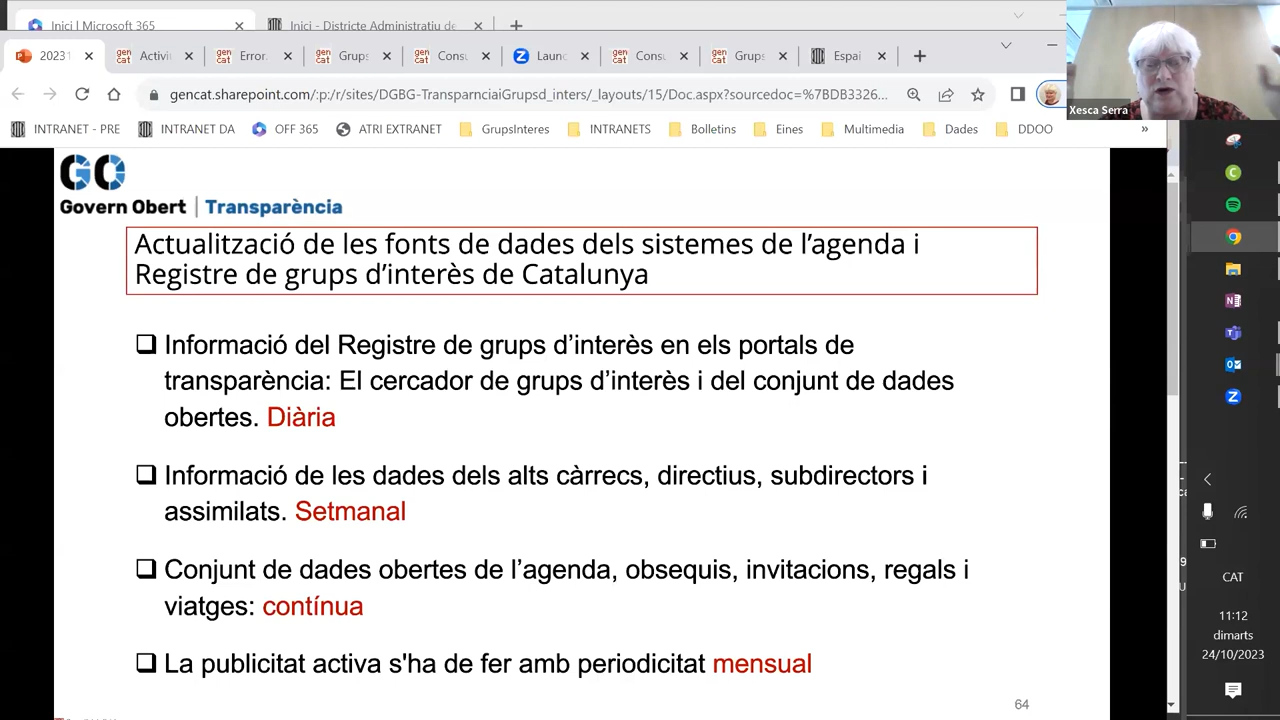 Inici | Microsoft 365
Inici - Districte Administratiu de
20231
Activi
Error
Grups
Consu
Launc
Consu
Grups
Espai
gencat.sharepoint.com/:p:/r/sites/DGBG-TransparnciaiGrupsd_inters/_layouts/15/Doc.aspx?sourcedoc=%7BDB3326...
INTRANET - PRE
INTRANET DA
OFF 365
ATRI EXTRANET
GrupsInteres
INTRANETS
Bolletins
Eines
Multimedia
Dades
DDOO
»
Xesca Serra
GO
Govern Obert | Transparència
Actualització de les fonts de dades dels sistemes de l’agenda i
Registre de grups d’interès de Catalunya
Informació del Registre de grups d’interès en els portals de
transparència: El cercador de grups d’interès i del conjunt de dades
obertes. Diària
Informació de les dades dels alts càrrecs, directius, subdirectors i
assimilats. Setmanal
Conjunt de dades obertes de l’agenda, obsequis, invitacions, regals i
viatges: contínua
La publicitat activa s'ha de fer amb periodicitat mensual
64
CAT
11:12
dimarts
24/10/2023